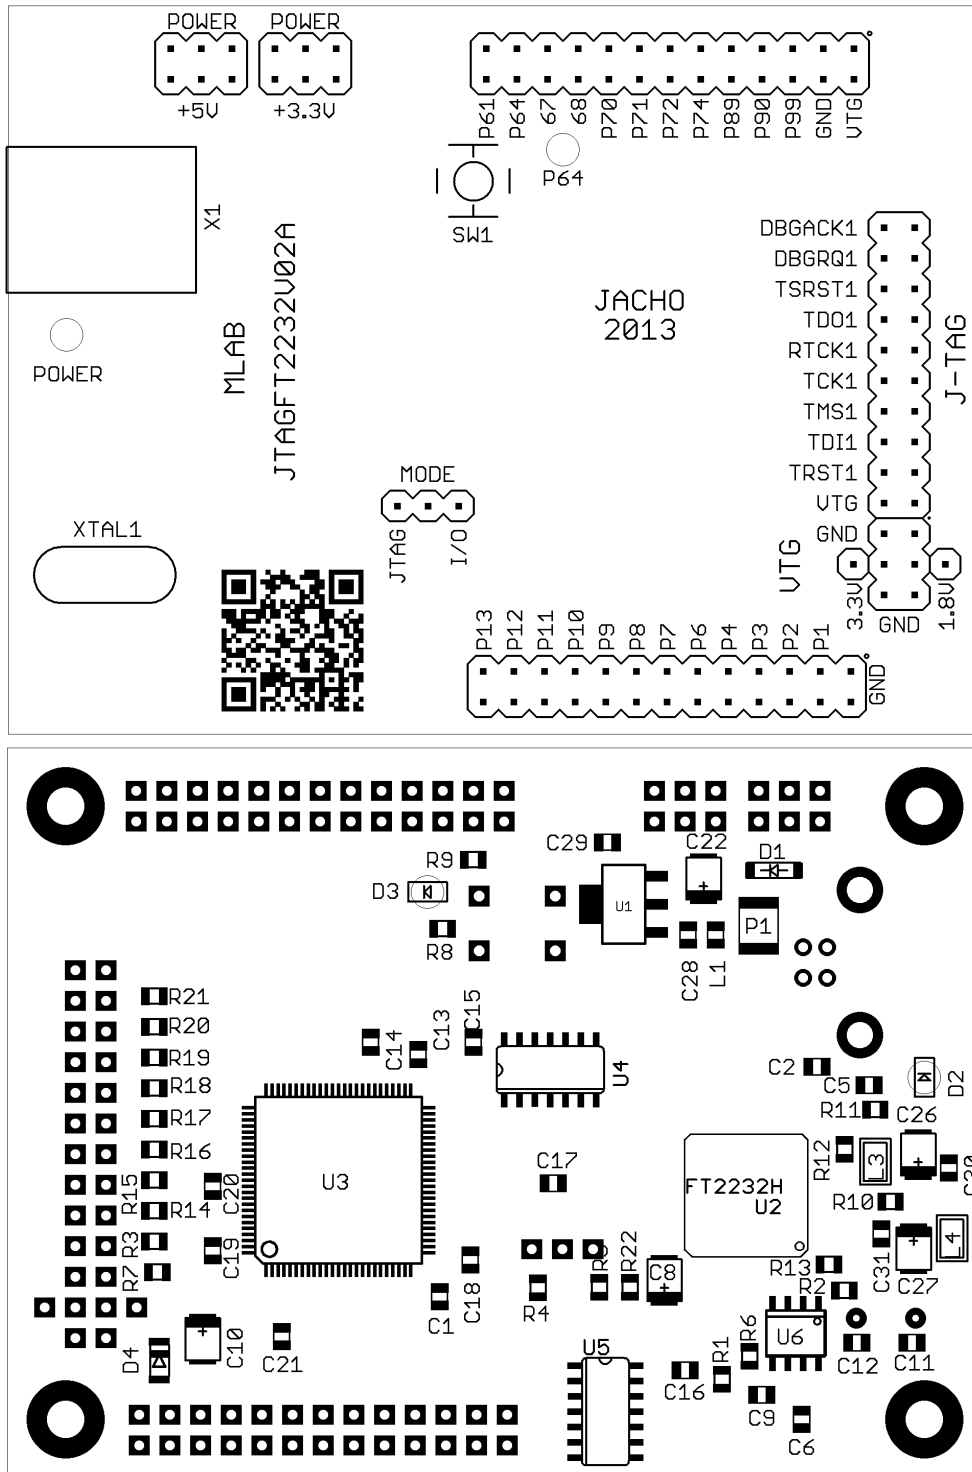 POWER
POWER
+5V
+3.3V
P61
P64
67
68
P70
P71
P72
P74
P89
P90
P99
GND
VTG
P64
SW1
X1
POWER
MLAB
JTAGFT2232V02A
JACHO
2013
DBGACK1
DBGRQ1
TSRST1
TDO1
RTCK1
TCK1
TMS1
TDI1
TRST1
VTG
GND
J-TAG
VTG
3.3V
GND
1.8V
MODE
JTAG
I/O
XTAL1
P13
P12
P11
P10
P9
P8
P7
P6
P4
P3
P2
P1
GND
C29
C22
D1
R9
D3
U1
P1
R8
C28
L1
R21
R20
R19
R18
R17
R16
R15
R14
R3
R7
C14
C13
C15
U4
C2
C5
D2
R11
C26
R12
L3
C30
R10
U3
C20
C19
C17
FT2232H
U2
L4
C31
C27
R13
R2
C18
C1
R4
R22
C8
D4
C10
C21
U5
U6
R6
R1
C16
C12
C11
C9
C6